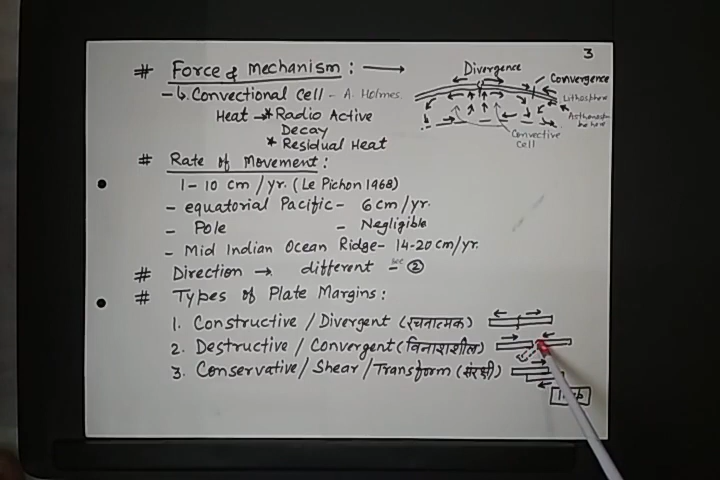 3
# Force & Mechanism : →
Divergence
Convergence
Lithosphere
Convective
Cell
- ↳ Convectional Cell - A. Holmes
Heat → * Radio Active
Decay
* Residual Heat
# Rate of Movement :
1 - 10 cm / yr. (Le Pichon 1968)
- equatorial Pacific - 6 cm / yr.
- Pole - Negligible
- Mid Indian Ocean Ridge - 14-20 cm/yr.
# Direction → different - ②
# Types of Plate Margins :
1. Constructive / Divergent (रचनात्मक)
2. Destructive / Convergent (विनाशशील)
3. Conservative / Shear / Transform (संरक्षी)